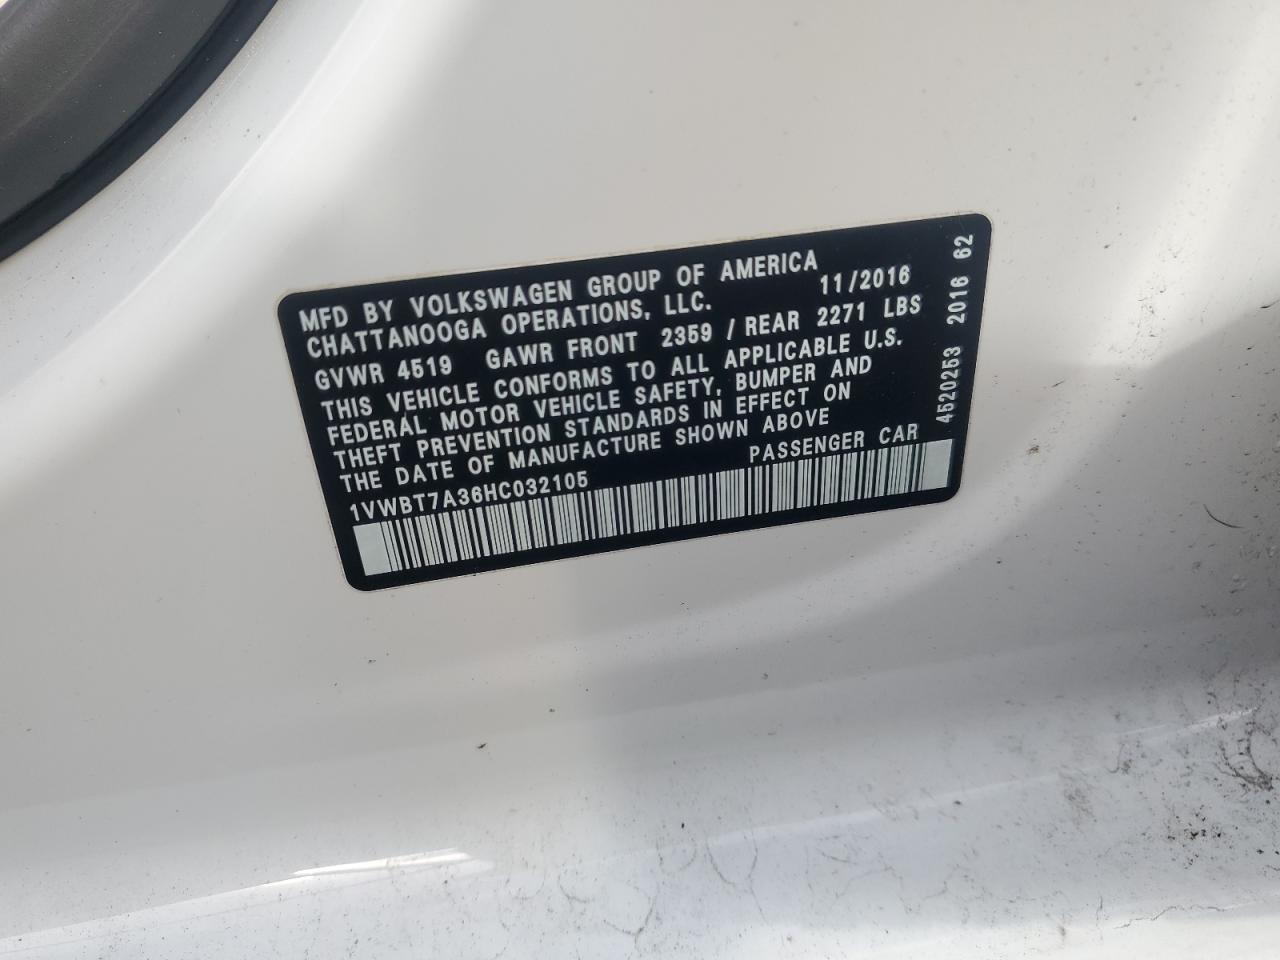 MFD BY VOLKSWAGEN GROUP OF AMERICA
CHATTANOOGA OPERATIONS, LLC. 11/2016
GVWR 4519 GAWR FRONT 2359 / REAR 2271 LBS
THIS VEHICLE CONFORMS TO ALL APPLICABLE U.S.
FEDERAL MOTOR VEHICLE SAFETY, BUMPER AND
THEFT PREVENTION STANDARDS IN EFFECT ON
THE DATE OF MANUFACTURE SHOWN ABOVE
1VWBT7A36HC032105 PASSENGER CAR
4520253 2016 62